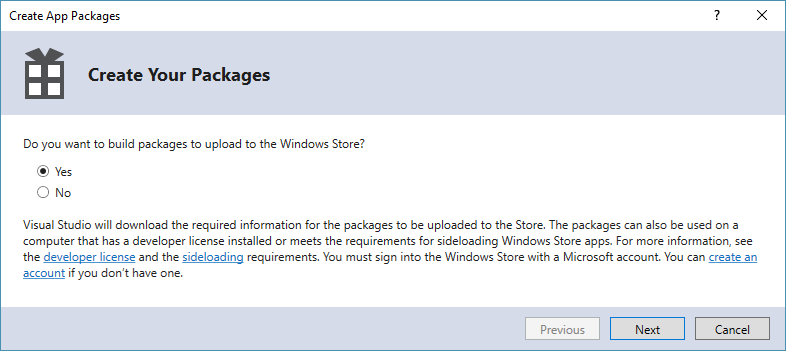 Create App Packages
Create Your Packages
Do you want to build packages to upload to the Windows Store?
Yes
No
Visual Studio will download the required information for the packages to be uploaded to the Store. The packages can also be used on a
computer that has a developer license installed or meets the requirements for sideloading Windows Store apps. For more information, see
the developer license and the sideloading requirements. You must sign into the Windows Store with a Microsoft account. You can create an
account if you don't have one.
Previous Next Cancel